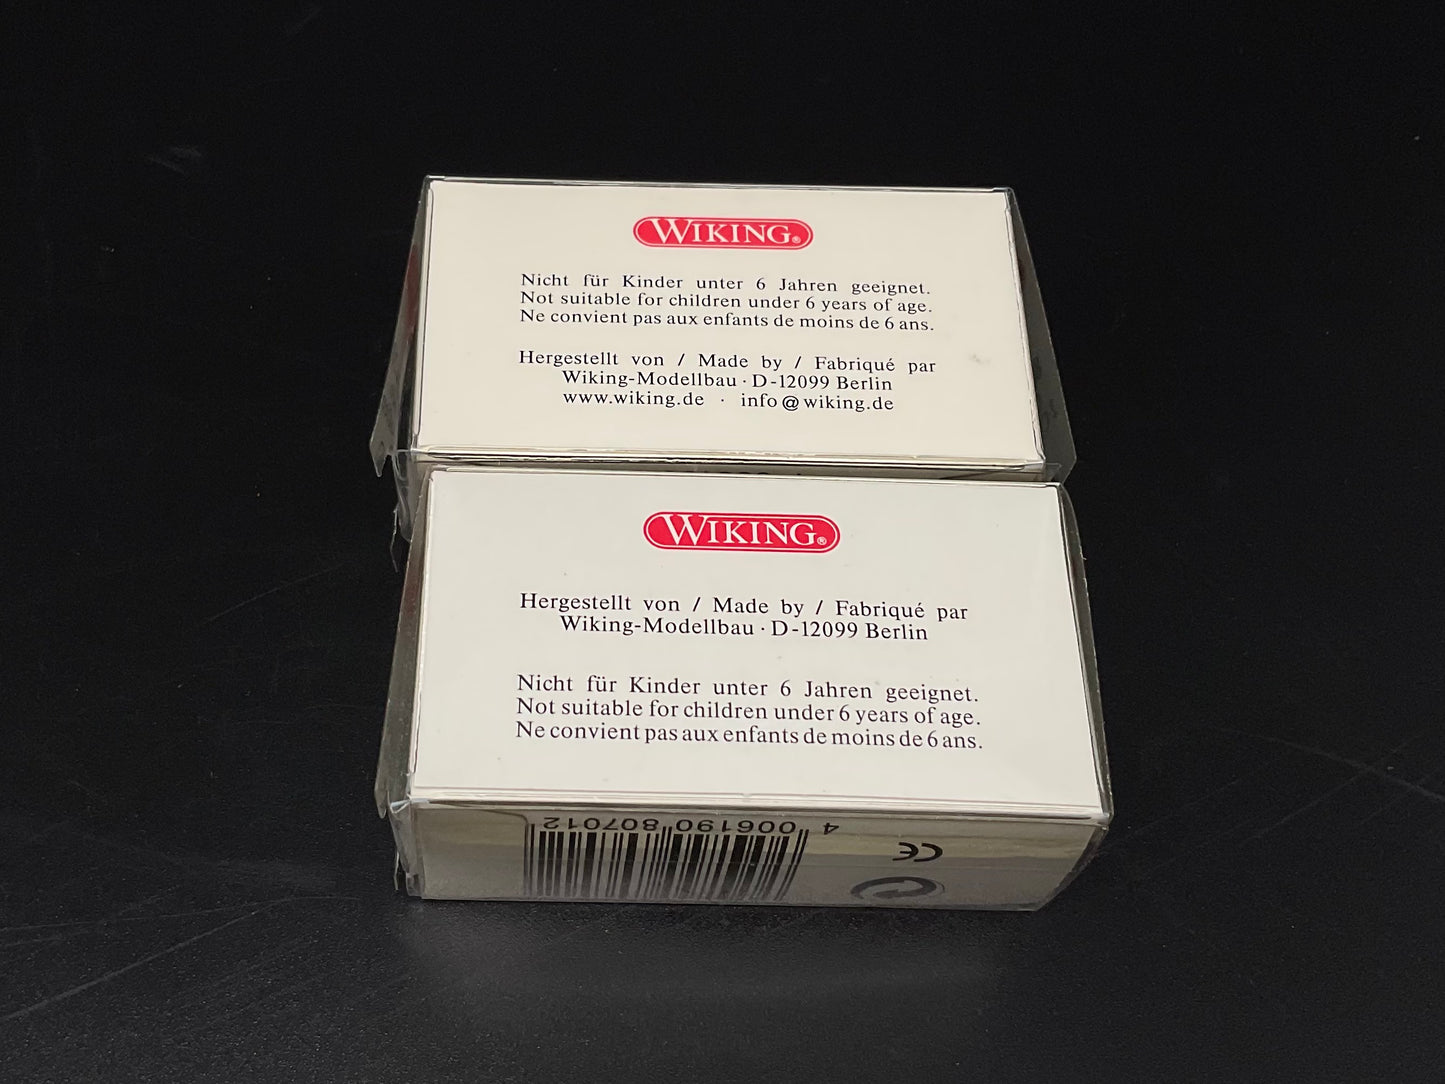 WIKING®
Nicht für Kinder unter 6 Jahren geeignet.
Not suitable for children under 6 years of age.
Ne convient pas aux enfants de moins de 6 ans.
Hergestellt von / Made by / Fabriqué par
Wiking-Modellbau · D-12099 Berlin
www.wiking.de · info@wiking.de
WIKING®
Hergestellt von / Made by / Fabriqué par
Wiking-Modellbau · D-12099 Berlin
Nicht für Kinder unter 6 Jahren geeignet.
Not suitable for children under 6 years of age.
Ne convient pas aux enfants de moins de 6 ans.
4 006190 807012
CE